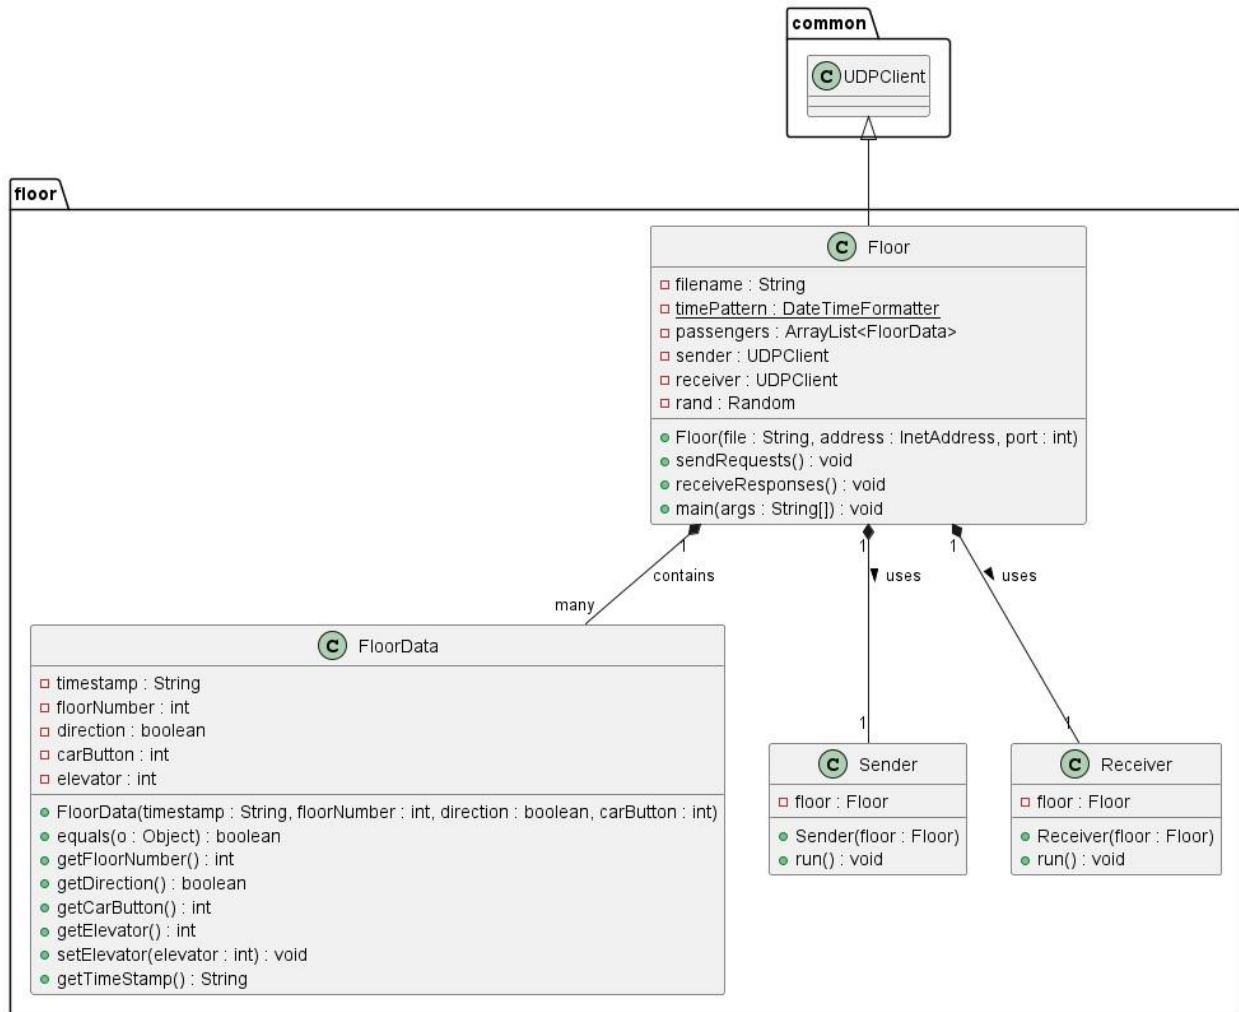 common
C UDPClient
floor
C Floor
filename : String
timePattern : DateTimeFormatter
passengers : ArrayList<FloorData>
sender : UDPClient
receiver : UDPClient
rand : Random
Floor(file : String, address : InetAddress, port : int)
sendRequests() : void
receiveResponses() : void
main(args : String[]) : void
1
1
1
contains
uses
uses
many
1
1
C FloorData
timestamp : String
floorNumber : int
direction : boolean
carButton : int
elevator : int
FloorData(timestamp : String, floorNumber : int, direction : boolean, carButton : int)
equals(o : Object) : boolean
getFloorNumber() : int
getDirection() : boolean
getCarButton() : int
getElevator() : int
setElevator(elevator : int) : void
getTimeStamp() : String
C Sender
floor : Floor
Sender(floor : Floor)
run() : void
C Receiver
floor : Floor
Receiver(floor : Floor)
run() : void